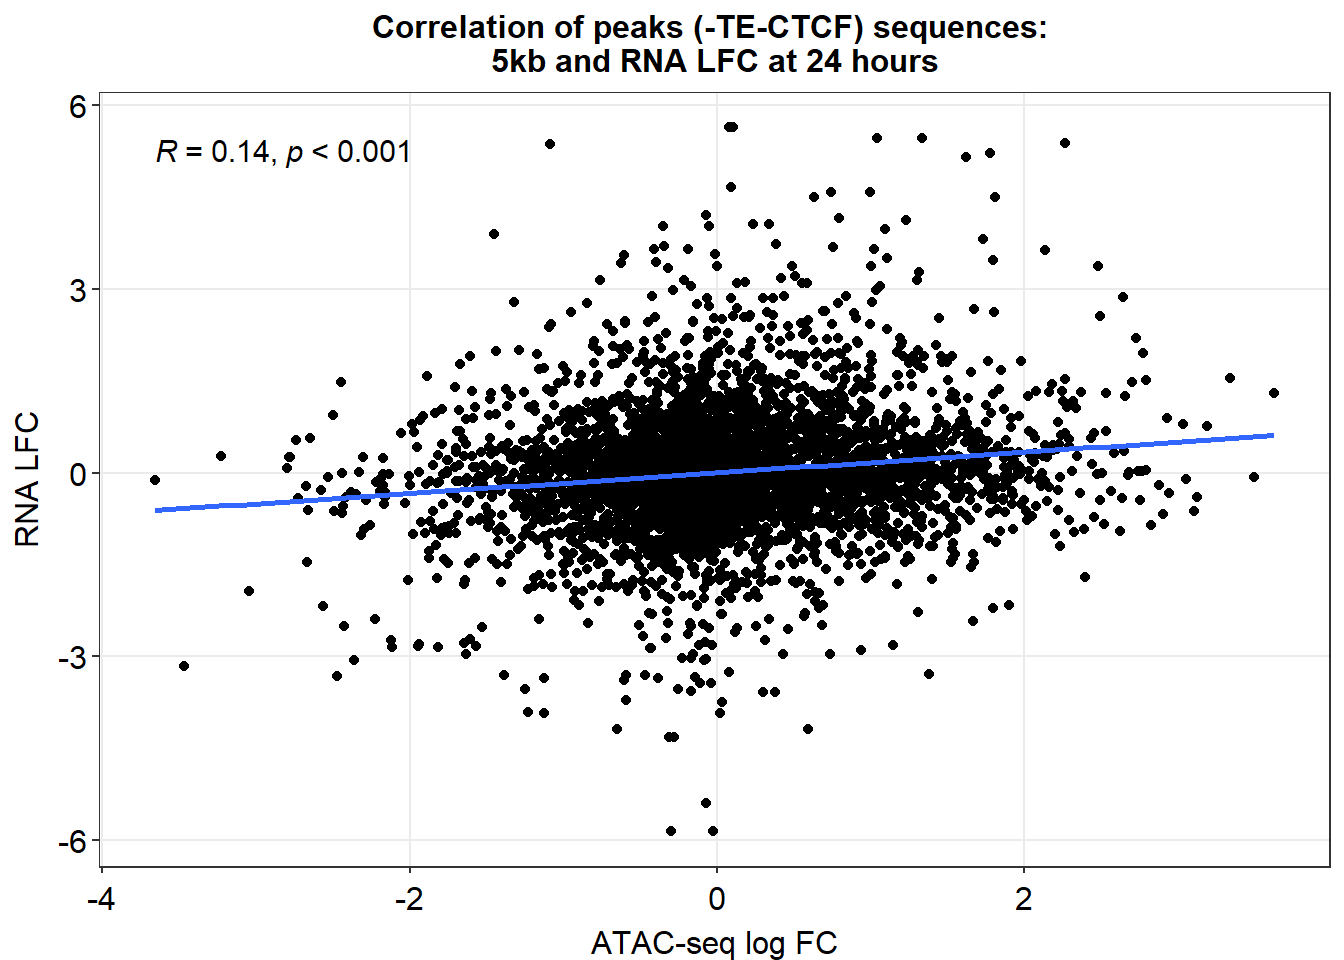 Correlation of peaks (-TE-CTCF) sequences:
5kb and RNA LFC at 24 hours
R = 0.14, p < 0.001
6
3
0
-3
-6
RNA LFC
-4
-2
0
2
ATAC-seq log FC